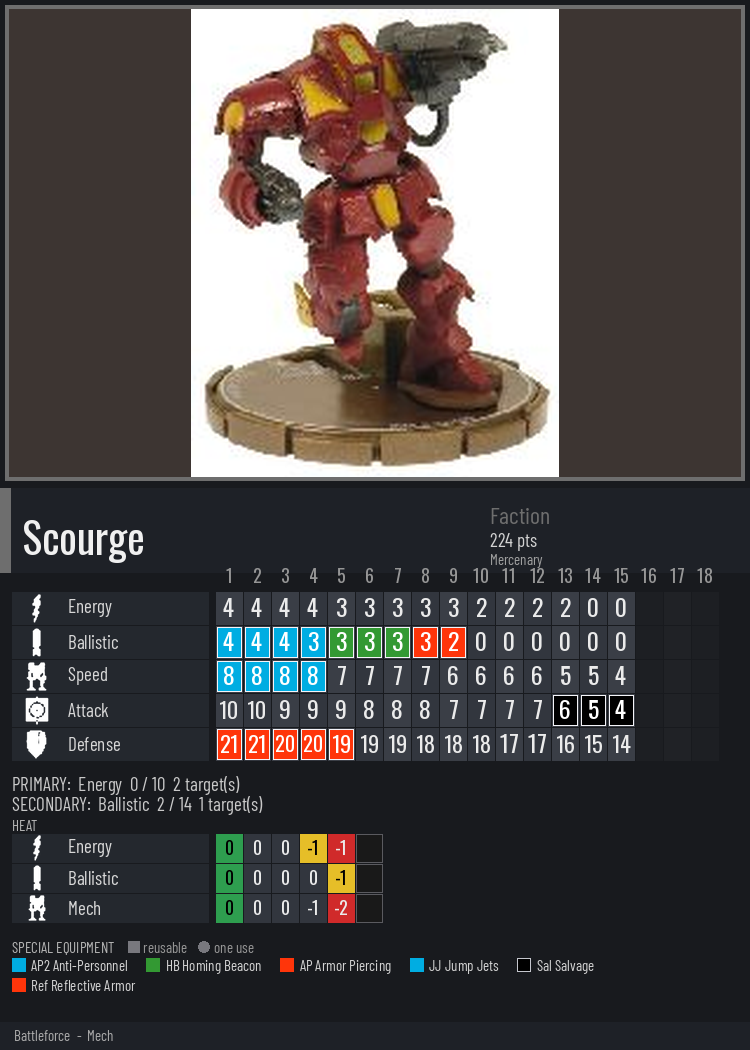 Scourge
Faction
224 pts
Mercenary
1 2 3 4 5 6 7 8 9 10 11 12 13 14 15 16 17 18
Energy 4 4 4 4 3 3 3 3 3 2 2 2 2 0 0
Ballistic 4 4 4 3 3 3 3 3 2 0 0 0 0 0 0
Speed 8 8 8 8 7 7 7 7 6 6 6 6 5 5 4
Attack 10 10 9 9 9 8 8 8 7 7 7 7 6 5 4
Defense 21 21 20 20 19 19 19 18 18 18 17 17 16 15 14
PRIMARY: Energy 0 / 10 2 target(s)
SECONDARY: Ballistic 2 / 14 1 target(s)
HEAT
Energy 0 0 0 -1 -1
Ballistic 0 0 0 0 -1
Mech 0 0 0 -1 -2
SPECIAL EQUIPMENT reusable one use
AP2 Anti-Personnel HB Homing Beacon AP Armor Piercing JJ Jump Jets Sal Salvage
Ref Reflective Armor
Battleforce - Mech